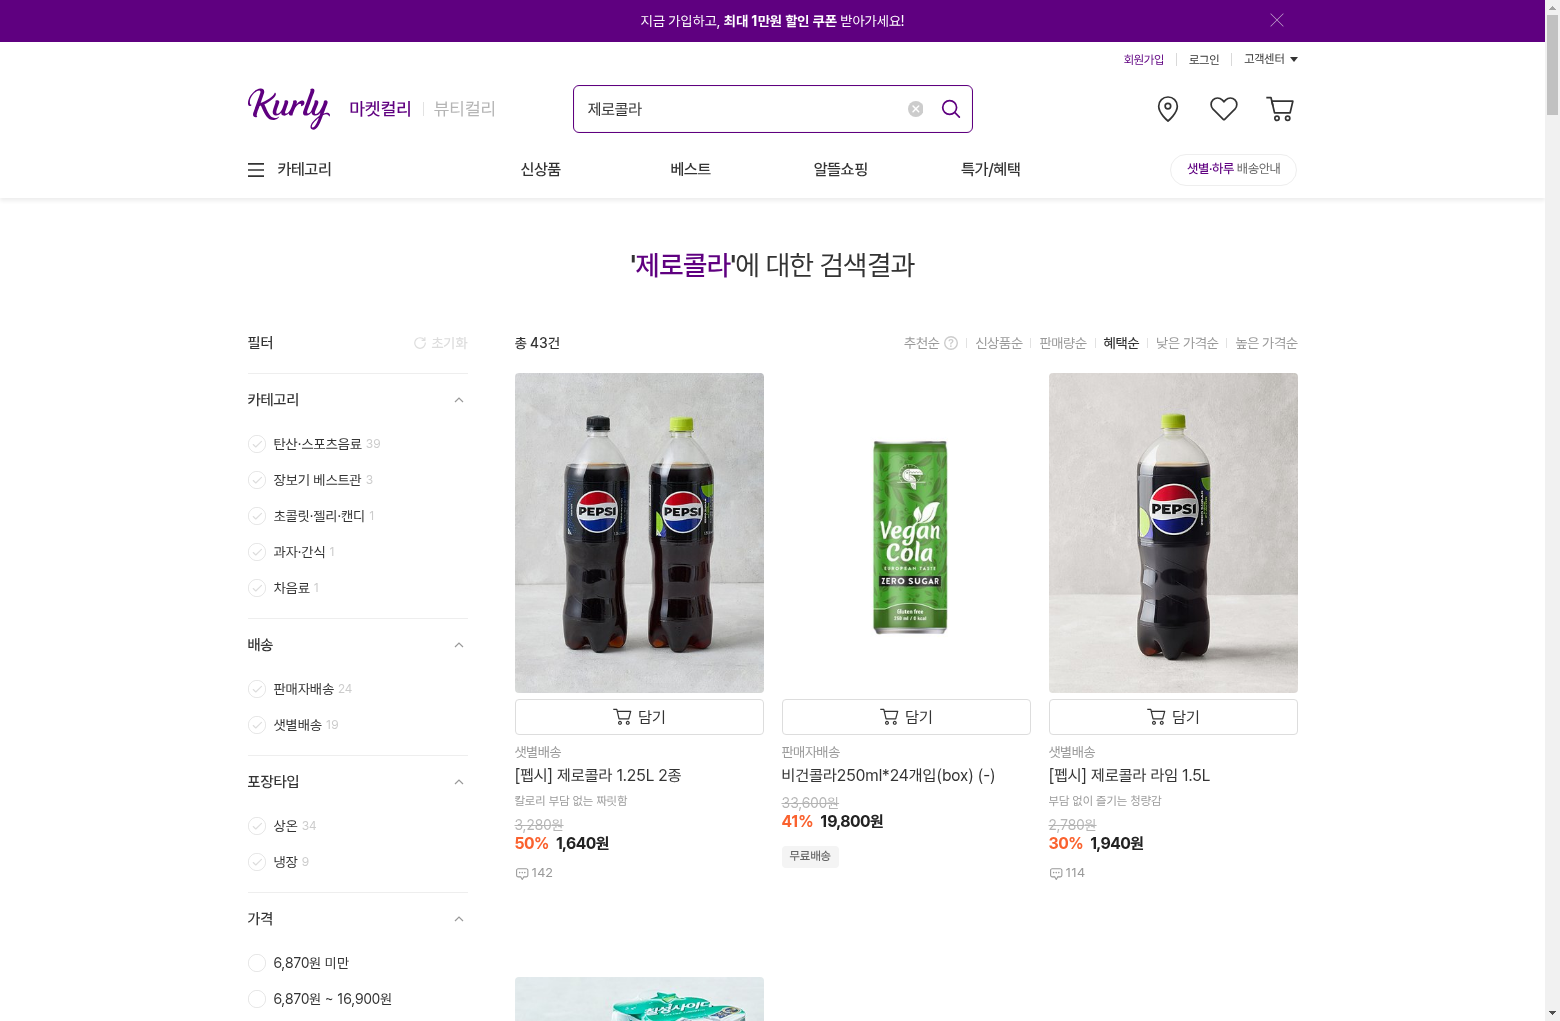 지금 가입하고, 최대 1만원 할인 쿠폰 받아가세요!
회원가입
로그인
고객센터
Kurly
마켓컬리
뷰티컬리
제로콜라
카테고리
신상품
베스트
알뜰쇼핑
특가/혜택
샛별·하루 배송안내
'제로콜라'에 대한 검색결과
필터
초기화
카테고리
탄산·스포츠음료 39
장보기 베스트관 3
초콜릿·젤리·캔디 1
과자·간식 1
차음료 1
배송
판매자배송 24
샛별배송 19
포장타입
상온 34
냉장 9
가격
6,870원 미만
6,870원 ~ 16,900원
총 43건
추천순 ?
신상품순
판매량순
혜택순
낮은 가격순
높은 가격순
PEPSI
PEPSI
담기
샛별배송
[펩시] 제로콜라 1.25L 2종
칼로리 부담 없는 짜릿함
3,280원
50% 1,640원
142
Vegan
Cola
EUROPEAN TASTE
ZERO SUGAR
Gluten free
담기
판매자배송
비건콜라250ml*24개입(box) (-)
33,600원
41% 19,800원
무료배송
PEPSI
담기
샛별배송
[펩시] 제로콜라 라임 1.5L
부담 없이 즐기는 청량감
2,780원
30% 1,940원
114
칠성사이다